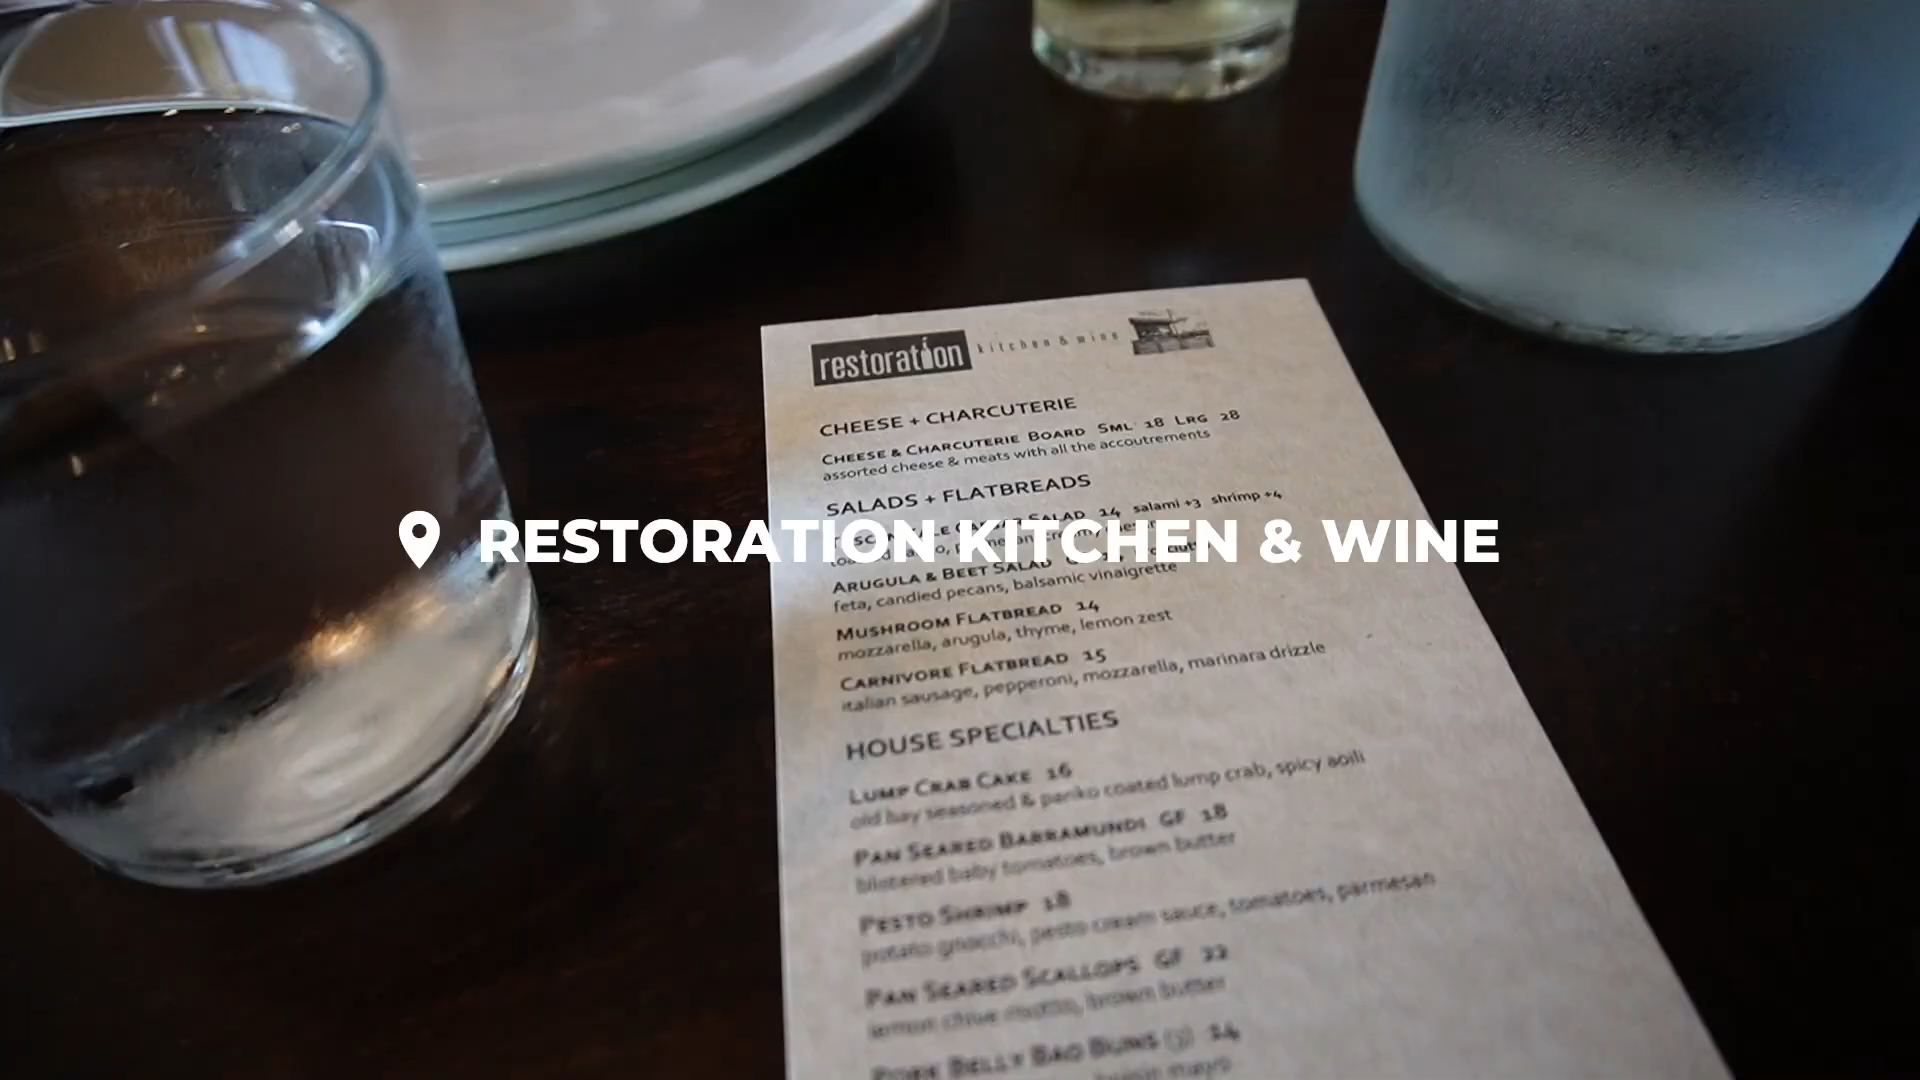 restoration kitchen & wine
CHEESE + CHARCUTERIE
CHEESE & CHARCUTERIE BOARD SML 18 LRG 28
assorted cheese & meats with all the accoutrements
SALADS + FLATBREADS
SALAD 14 salami +3 shrimp +4
RESTORATION KITCHEN & WINE
ARUGULA & BEET SALAD
feta, candied pecans, balsamic vinaigrette
MUSHROOM FLATBREAD 14
mozzarella, arugula, thyme, lemon zest
CARNIVORE FLATBREAD 15
italian sausage, pepperoni, mozzarella, marinara drizzle
HOUSE SPECIALTIES
LUMP CRAB CAKE 16
old bay seasoned & panko coated lump crab, spicy aoili
PAN SEARED BARRAMUNDI GF 18
blistered baby tomatoes, brown butter
PESTO SHRIMP 18
potato gnocchi, pesto cream sauce, tomatoes, parmesan
PAN SEARED SCALLOPS GF 22
lemon chive risotto, brown butter
PORK BELLY BAO BUNS (3) 14
mayo